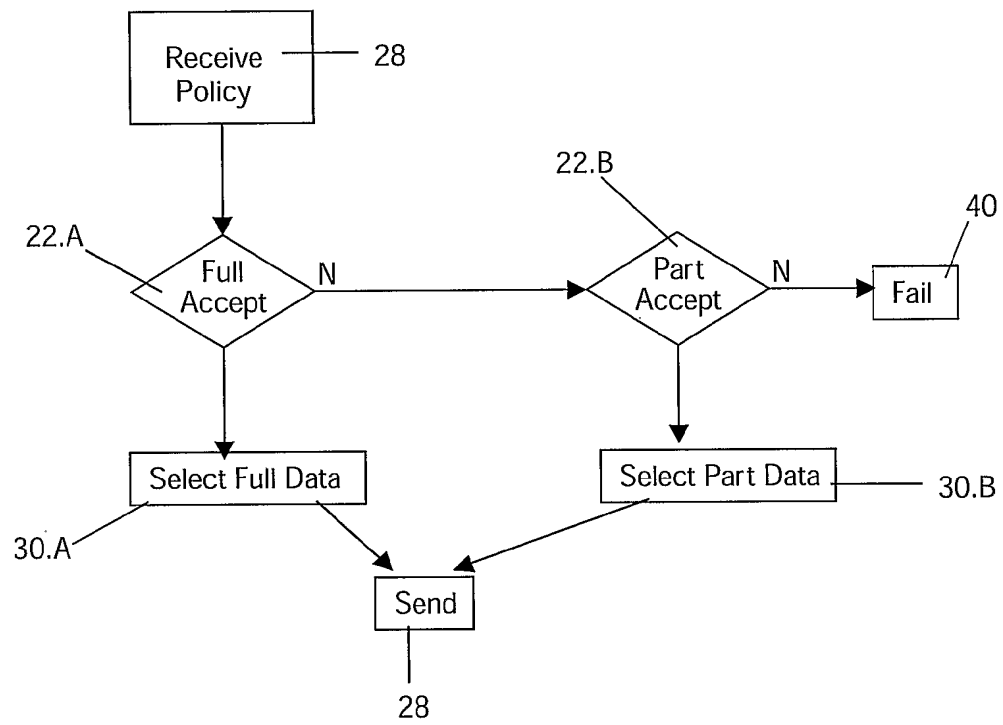 Receive
Policy
28
22.A
Full
Accept
N
22.B
Part
Accept
N
40
Fail
Select Full Data
30.A
Select Part Data
30.B
Send
28